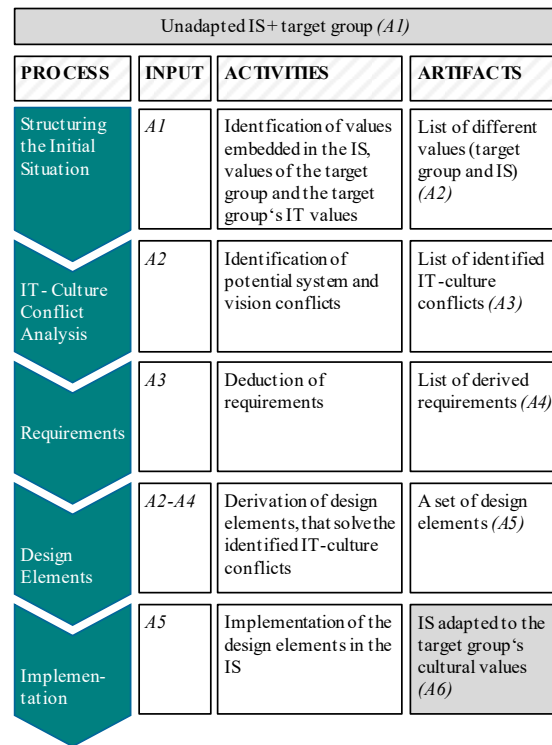 Unadapted IS+ target group (A1)
PROCESS
INPUT
ACTIVITIES
ARTIFACTS
Structuring
the Initial
Situation
A1
Identfication of values
embedded in the IS,
values of the target
group and the target
group‘s IT values
List of different
values (target
group and IS)
(A2)
IT - Culture
Conflict
Analysis
A2
Identification of
potential system and
vision conflicts
List of identified
IT -culture
conflicts (A3)
Requirements
A3
Deduction of
requirements
List of derived
requirements (A4)
Design
Elements
A2-A4
Derivation of design
elements, that solve the
identified IT-culture
conflicts
A set of design
elements (A5)
Implemen-
tation
A5
Implementation of the
design elements in the
IS
IS adapted to the
target group‘s
cultural values
(A6)